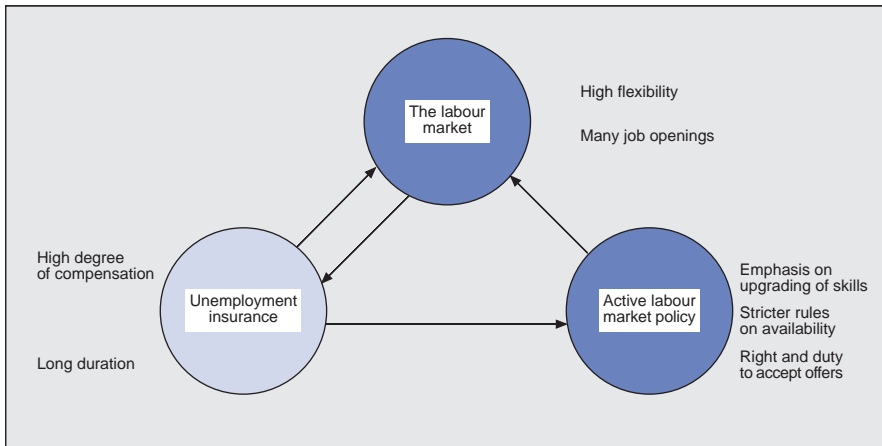 The labour
market
High flexibility
Many job openings
High degree
of compensation
Unemployment
insurance
Long duration
Active labour
market policy
Emphasis on
upgrading of skills
Stricter rules
on availability
Right and duty
to accept offers